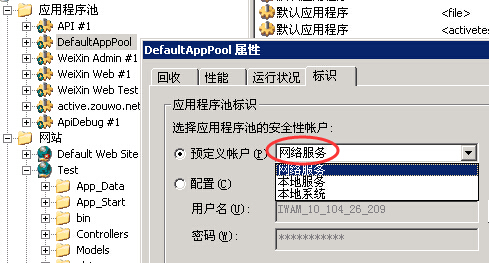 应用程序池
API #1
DefaultAppPool
WeiXin Admin #1
WeiXin Web #1
WeiXin Web Test
active.zouwo.net
ApiDebug #1
网站
Default Web Site
Test
App_Data
App_Start
bin
Controllers
Models
默认应用程序 <file>
默认应用程序 <activetes
DefaultAppPool 属性
回收 性能 运行状况 标识
应用程序池标识
选择应用程序池的安全性帐户:
预定义帐户(P) 网络服务
网络服务
本地服务
本地系统
配置(C)
用户名(U): IWAM_10_104_26_209
密码(W): ***********